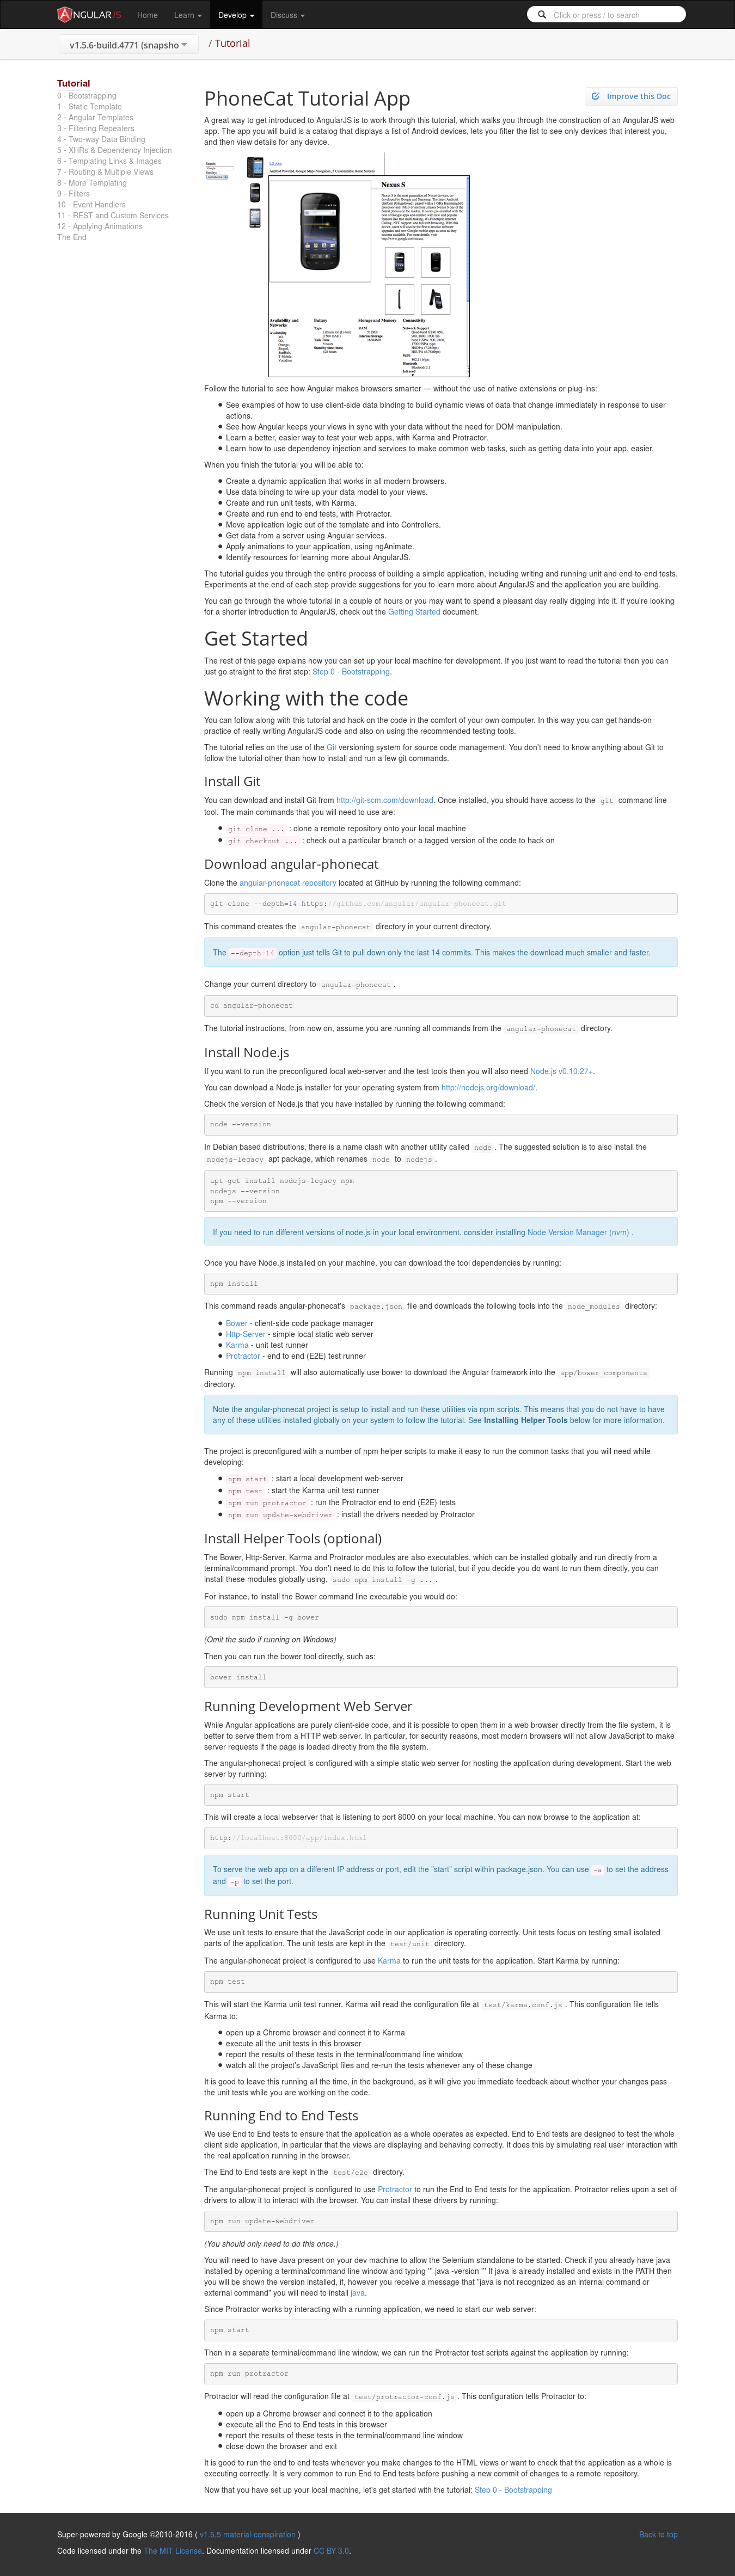 ANGULARJS
Home
Learn
Develop
Discuss
Click or press / to search
v1.5.6-build.4771 (snapsho
/ Tutorial
Tutorial
0 - Bootstrapping
1 - Static Template
2 - Angular Templates
3 - Filtering Repeaters
4 - Two-way Data Binding
5 - XHRs & Dependency Injection
6 - Templating Links & Images
7 - Routing & Multiple Views
8 - More Templating
9 - Filters
10 - Event Handlers
11 - REST and Custom Services
12 - Applying Animations
The End
Improve this Doc
PhoneCat Tutorial App
A great way to get introduced to AngularJS is to work through this tutorial, which walks you through the construction of an AngularJS web
app. The app you will build is a catalog that displays a list of Android devices, lets you filter the list to see only devices that interest you,
and then view details for any device.
Nexus S
Availability and Networks
Battery
Storage and Memory
Connectivity
Follow the tutorial to see how Angular makes browsers smarter — without the use of native extensions or plug-ins:
See examples of how to use client-side data binding to build dynamic views of data that change immediately in response to user
actions.
See how Angular keeps your views in sync with your data without the need for DOM manipulation.
Learn a better, easier way to test your web apps, with Karma and Protractor.
Learn how to use dependency injection and services to make common web tasks, such as getting data into your app, easier.
When you finish the tutorial you will be able to:
Create a dynamic application that works in all modern browsers.
Use data binding to wire up your data model to your views.
Create and run unit tests, with Karma.
Create and run end to end tests, with Protractor.
Move application logic out of the template and into Controllers.
Get data from a server using Angular services.
Apply animations to your application, using ngAnimate.
Identify resources for learning more about AngularJS.
The tutorial guides you through the entire process of building a simple application, including writing and running unit and end-to-end tests.
Experiments at the end of each step provide suggestions for you to learn more about AngularJS and the application you are building.
You can go through the whole tutorial in a couple of hours or you may want to spend a pleasant day really digging into it. If you're looking
for a shorter introduction to AngularJS, check out the Getting Started document.
Get Started
The rest of this page explains how you can set up your local machine for development. If you just want to read the tutorial then you can
just go straight to the first step: Step 0 - Bootstrapping.
Working with the code
You can follow along with this tutorial and hack on the code in the comfort of your own computer. In this way you can get hands-on
practice of really writing AngularJS code and also on using the recommended testing tools.
The tutorial relies on the use of the Git versioning system for source code management. You don't need to know anything about Git to
follow the tutorial other than how to install and run a few git commands.
Install Git
You can download and install Git from http://git-scm.com/download. Once installed, you should have access to the git command line
tool. The main commands that you will need to use are:
git clone ... : clone a remote repository onto your local machine
git checkout ... : check out a particular branch or a tagged version of the code to hack on
Download angular-phonecat
Clone the angular-phonecat repository located at GitHub by running the following command:
git clone --depth=14 https://github.com/angular/angular-phonecat.git
This command creates the angular-phonecat directory in your current directory.
The --depth=14 option just tells Git to pull down only the last 14 commits. This makes the download much smaller and faster.
Change your current directory to angular-phonecat.
cd angular-phonecat
The tutorial instructions, from now on, assume you are running all commands from the angular-phonecat directory.
Install Node.js
If you want to run the preconfigured local web-server and the test tools then you will also need Node.js v0.10.27+.
You can download a Node.js installer for your operating system from http://nodejs.org/download/.
Check the version of Node.js that you have installed by running the following command:
node --version
In Debian based distributions, there is a name clash with another utility called node. The suggested solution is to also install the
nodejs-legacy apt package, which renames node to nodejs.
apt-get install nodejs-legacy npm
nodejs --version
npm --version
If you need to run different versions of node.js in your local environment, consider installing Node Version Manager (nvm) .
Once you have Node.js installed on your machine, you can download the tool dependencies by running:
npm install
This command reads angular-phonecat's package.json file and downloads the following tools into the node_modules directory:
Bower - client-side code package manager
Http-Server - simple local static web server
Karma - unit test runner
Protractor - end to end (E2E) test runner
Running npm install will also automatically use bower to download the Angular framework into the app/bower_components
directory.
Note the angular-phonecat project is setup to install and run these utilities via npm scripts. This means that you do not have to have
any of these utilities installed globally on your system to follow the tutorial. See Installing Helper Tools below for more information.
The project is preconfigured with a number of npm helper scripts to make it easy to run the common tasks that you will need while
developing:
npm start : start a local development web-server
npm test : start the Karma unit test runner
npm run protractor : run the Protractor end to end (E2E) tests
npm run update-webdriver : install the drivers needed by Protractor
Install Helper Tools (optional)
The Bower, Http-Server, Karma and Protractor modules are also executables, which can be installed globally and run directly from a
terminal/command prompt. You don't need to do this to follow the tutorial, but if you decide you do want to run them directly, you can
install these modules globally using, sudo npm install -g ... .
For instance, to install the Bower command line executable you would do:
sudo npm install -g bower
(Omit the sudo if running on Windows)
Then you can run the bower tool directly, such as:
bower install
Running Development Web Server
While Angular applications are purely client-side code, and it is possible to open them in a web browser directly from the file system, it is
better to serve them from a HTTP web server. In particular, for security reasons, most modern browsers will not allow JavaScript to make
server requests if the page is loaded directly from the file system.
The angular-phonecat project is configured with a simple static web server for hosting the application during development. Start the web
server by running:
npm start
This will create a local webserver that is listening to port 8000 on your local machine. You can now browse to the application at:
http://localhost:8000/app/index.html
To serve the web app on a different IP address or port, edit the "start" script within package.json. You can use -a to set the address
and -p to set the port.
Running Unit Tests
We use unit tests to ensure that the JavaScript code in our application is operating correctly. Unit tests focus on testing small isolated
parts of the application. The unit tests are kept in the test/unit directory.
The angular-phonecat project is configured to use Karma to run the unit tests for the application. Start Karma by running:
npm test
This will start the Karma unit test runner. Karma will read the configuration file at test/karma.conf.js. This configuration file tells
Karma to:
open up a Chrome browser and connect it to Karma
execute all the unit tests in this browser
report the results of these tests in the terminal/command line window
watch all the project's JavaScript files and re-run the tests whenever any of these change
It is good to leave this running all the time, in the background, as it will give you immediate feedback about whether your changes pass
the unit tests while you are working on the code.
Running End to End Tests
We use End to End tests to ensure that the application as a whole operates as expected. End to End tests are designed to test the whole
client side application, in particular that the views are displaying and behaving correctly. It does this by simulating real user interaction with
the real application running in the browser.
The End to End tests are kept in the test/e2e directory.
The angular-phonecat project is configured to use Protractor to run the End to End tests for the application. Protractor relies upon a set of
drivers to allow it to interact with the browser. You can install these drivers by running:
npm run update-webdriver
(You should only need to do this once.)
You will need to have Java present on your dev machine to allow the Selenium standalone to be started. Check if you already have java
installed by opening a terminal/command line window and typing ''' java -version ''' If java is already installed and exists in the PATH then
you will be shown the version installed, if, however you receive a message that "java is not recognized as an internal command or
external command" you will need to install java.
Since Protractor works by interacting with a running application, we need to start our web server:
npm start
Then in a separate terminal/command line window, we can run the Protractor test scripts against the application by running:
npm run protractor
Protractor will read the configuration file at test/protractor-conf.js. This configuration tells Protractor to:
open up a Chrome browser and connect it to the application
execute all the End to End tests in this browser
report the results of these tests in the terminal/command line window
close down the browser and exit
It is good to run the end to end tests whenever you make changes to the HTML views or want to check that the application as a whole is
executing correctly. It is very common to run End to End tests before pushing a new commit of changes to a remote repository.
Now that you have set up your local machine, let's get started with the tutorial: Step 0 - Bootstrapping
Super-powered by Google ©2010-2016 ( v1.5.5 material-conspiration )
Back to top
Code licensed under the The MIT License. Documentation licensed under CC BY 3.0.